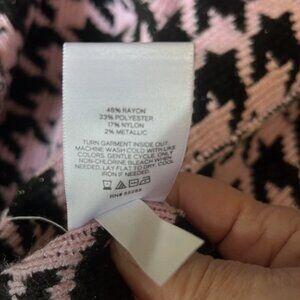 48% RAYON
33% POLYESTER
17% NYLON
2% METALLIC
TURN GARMENT INSIDE OUT
MACHINE WASH COLD WITH LIKE
COLORS. GENTLE CYCLE. ONLY
NON-CHLORINE BLEACH WHEN
NEEDED, LAY FLAT TO DRY, COOL
IRON IF NEEDED.
RN#